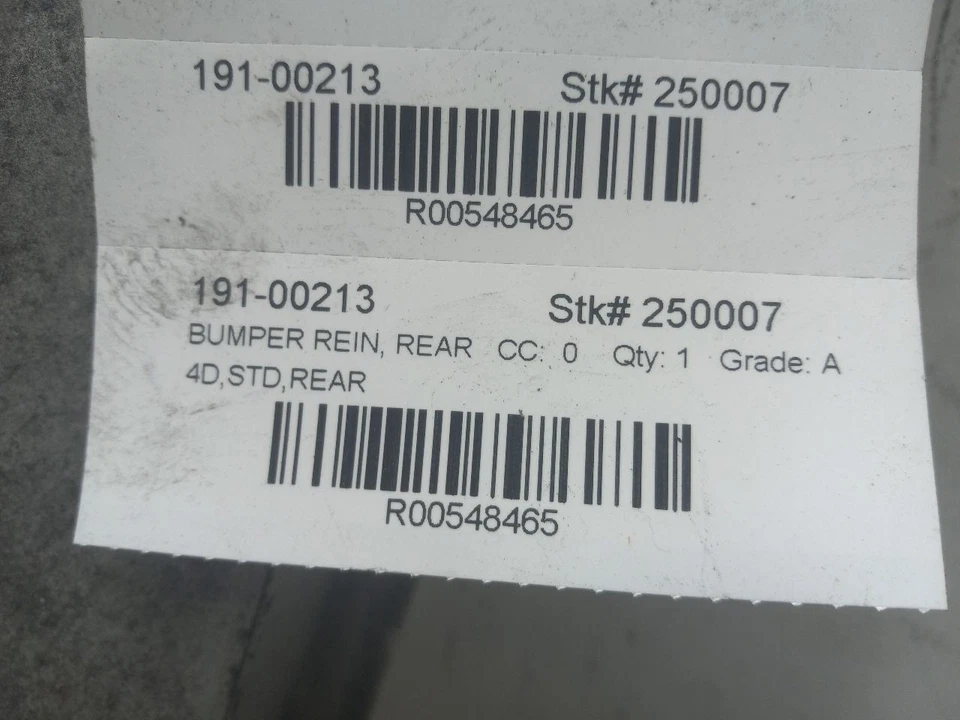 191-00213 Stk# 250007
R00548465
191-00213 Stk# 250007
BUMPER REIN, REAR CC: 0 Qty: 1 Grade: A
4D,STD,REAR
R00548465